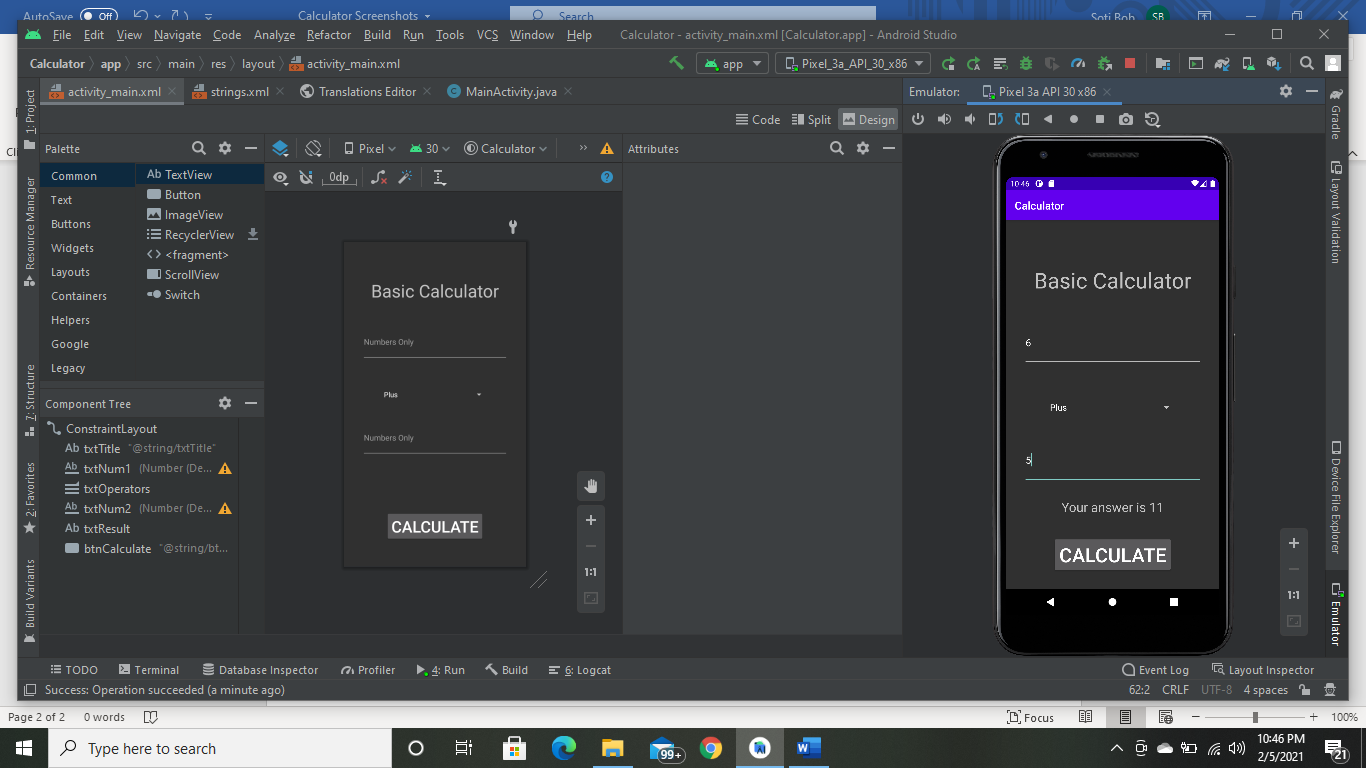 AutoSave Off Calculator Screenshots Search Soti Rob SB
File Edit View Navigate Code Analyze Refactor Build Run Tools VCS Window Help Calculator - activity_main.xml [Calculator.app] - Android Studio
Calculator app src main res layout activity_main.xml app Pixel_3a_API_30_x86
activity_main.xml strings.xml Translations Editor MainActivity.java Emulator: Pixel 3a API 30 x86
Code Split Design
Palette Pixel 30 Calculator Attributes
0dp
Common
Text
Buttons
Widgets
Layouts
Containers
Helpers
Google
Legacy
Ab TextView
Button
ImageView
RecyclerView
<> <fragment>
ScrollView
Switch
Component Tree
ConstraintLayout
Ab txtTitle "@string/txtTitle"
Ab txtNum1 (Number (De...
txtOperators
Ab txtNum2 (Number (De...
Ab txtResult
btnCalculate "@string/bt...
Basic Calculator
Numbers Only
Plus
Numbers Only
CALCULATE
1:1
10:46
Calculator
Basic Calculator
6
Plus
5
Your answer is 11
CALCULATE
1:1
1: Project
Resource Manager
7: Structure
2: Favorites
Build Variants
Gradle
Layout Validation
Device File Explorer
Emulator
TODO Terminal Database Inspector Profiler 4: Run Build 6: Logcat Event Log Layout Inspector
Success: Operation succeeded (a minute ago) 62:2 CRLF UTF-8 4 spaces
Page 2 of 2 0 words Focus 100%
Type here to search 99+ 10:46 PM
2/5/2021 21